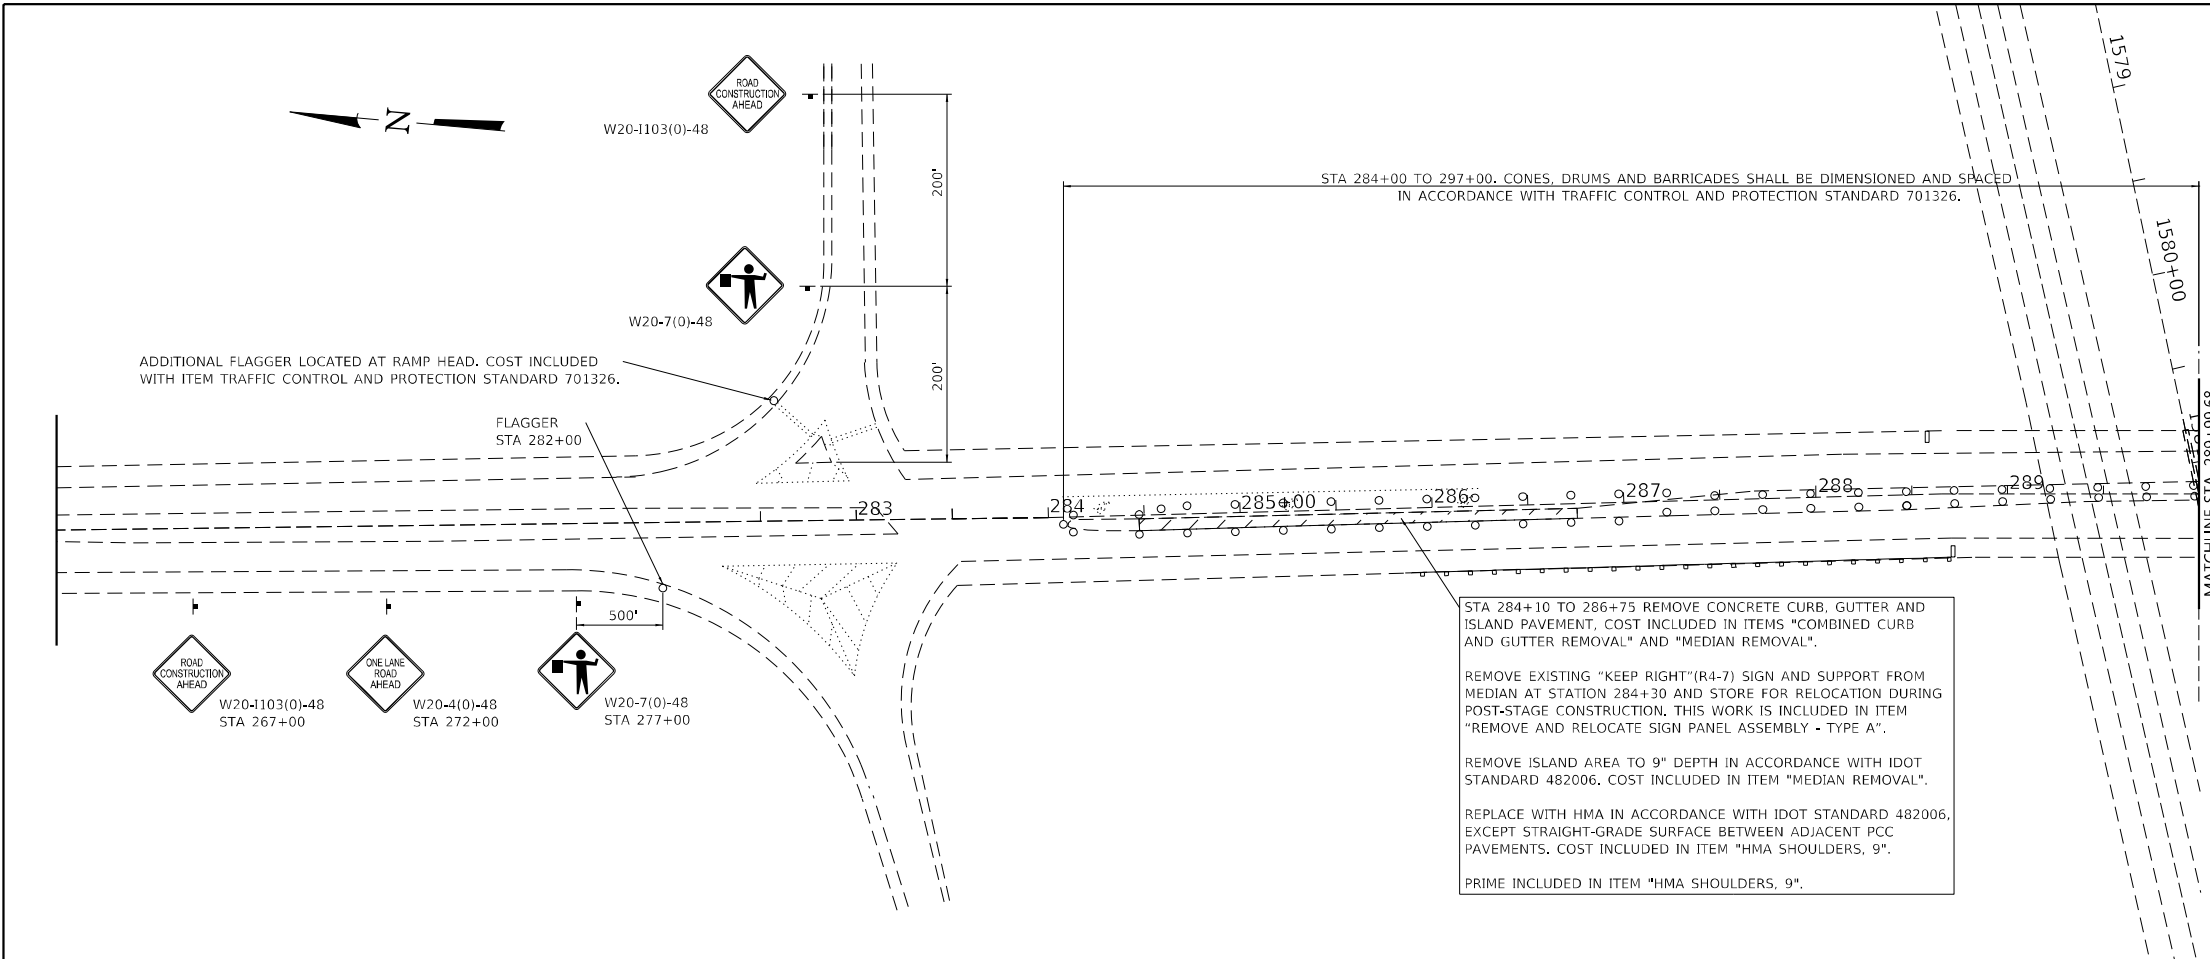 ROAD
CONSTRUCTION
AHEAD
W20-I103(0)-48
N
200'
STA 284+00 TO 297+00. CONES, DRUMS AND BARRICADES SHALL BE DIMENSIONED AND SPACED
IN ACCORDANCE WITH TRAFFIC CONTROL AND PROTECTION STANDARD 701326.
1579
1580+00
W20-7(0)-48
200'
ADDITIONAL FLAGGER LOCATED AT RAMP HEAD. COST INCLUDED
WITH ITEM TRAFFIC CONTROL AND PROTECTION STANDARD 701326.
FLAGGER
STA 282+00
283
284
285+00
286
287
288
289
MATCHLINE STA 289+99.68
500'
ROAD
CONSTRUCTION
AHEAD
W20-I103(0)-48
STA 267+00
ONE LANE
ROAD
AHEAD
W20-4(0)-48
STA 272+00
W20-7(0)-48
STA 277+00
STA 284+10 TO 286+75 REMOVE CONCRETE CURB, GUTTER AND
ISLAND PAVEMENT, COST INCLUDED IN ITEMS "COMBINED CURB
AND GUTTER REMOVAL" AND "MEDIAN REMOVAL".
REMOVE EXISTING "KEEP RIGHT"(R4-7) SIGN AND SUPPORT FROM
MEDIAN AT STATION 284+30 AND STORE FOR RELOCATION DURING
POST-STAGE CONSTRUCTION. THIS WORK IS INCLUDED IN ITEM
"REMOVE AND RELOCATE SIGN PANEL ASSEMBLY - TYPE A".
REMOVE ISLAND AREA TO 9" DEPTH IN ACCORDANCE WITH IDOT
STANDARD 482006. COST INCLUDED IN ITEM "MEDIAN REMOVAL".
REPLACE WITH HMA IN ACCORDANCE WITH IDOT STANDARD 482006,
EXCEPT STRAIGHT-GRADE SURFACE BETWEEN ADJACENT PCC
PAVEMENTS. COST INCLUDED IN ITEM "HMA SHOULDERS, 9".
PRIME INCLUDED IN ITEM "HMA SHOULDERS, 9".